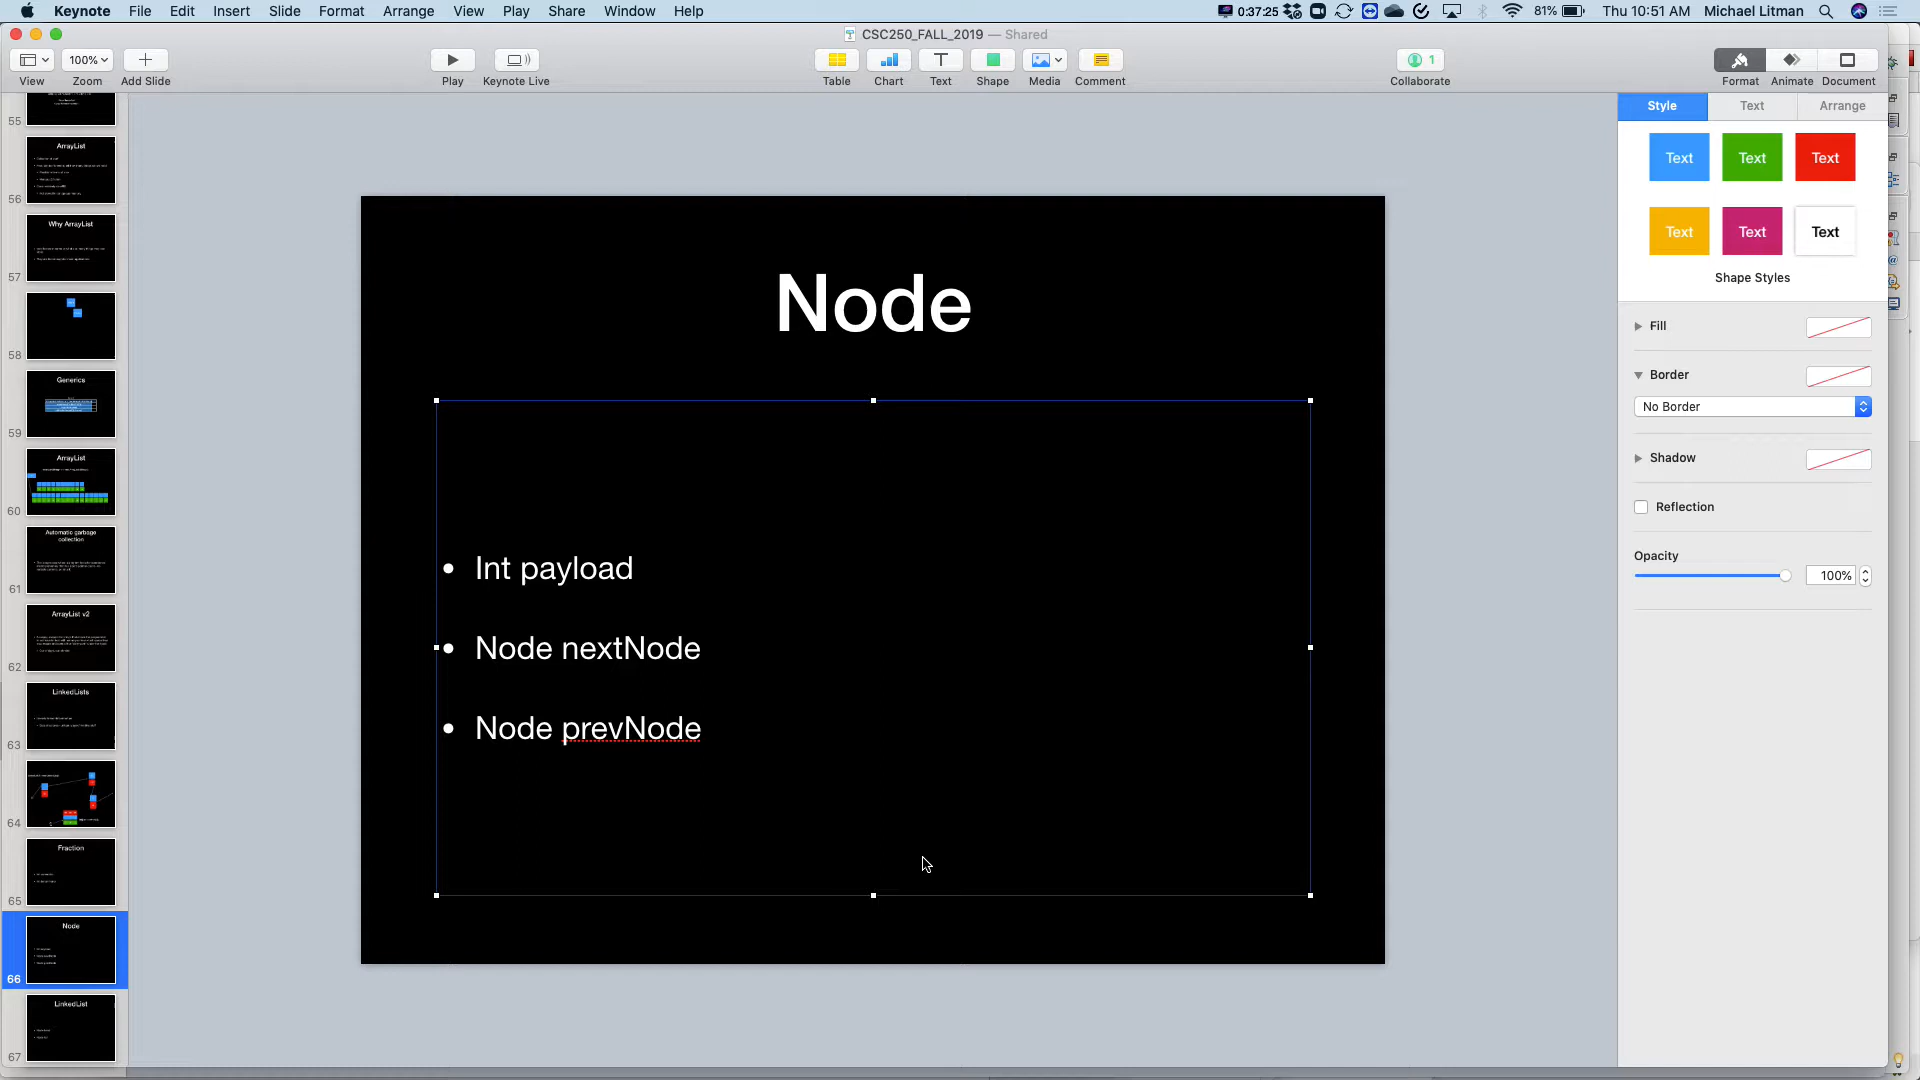 Keynote File Edit Insert Slide Format Arrange View Play Share Window Help
0:37:25 81% Thu 10:51 AM Michael Litman
CSC250_FALL_2019 — Shared
100%
1
View Zoom Add Slide Play Keynote Live Table Chart Text Shape Media Comment Collaborate Format Animate Document
Style Text Arrange
Text Text Text
Text Text Text
Shape Styles
Fill
Border
No Border
Shadow
Reflection
Opacity
100%
55
ArrayList
56
Why ArrayList
57
58
Generics
59
ArrayList
60
Automatic garbage
collection
61
ArrayList v2
62
LinkedLists
63
64
Fraction
65
Node
66
LinkedList
67
Node
• Int payload
• Node nextNode
• Node prevNode